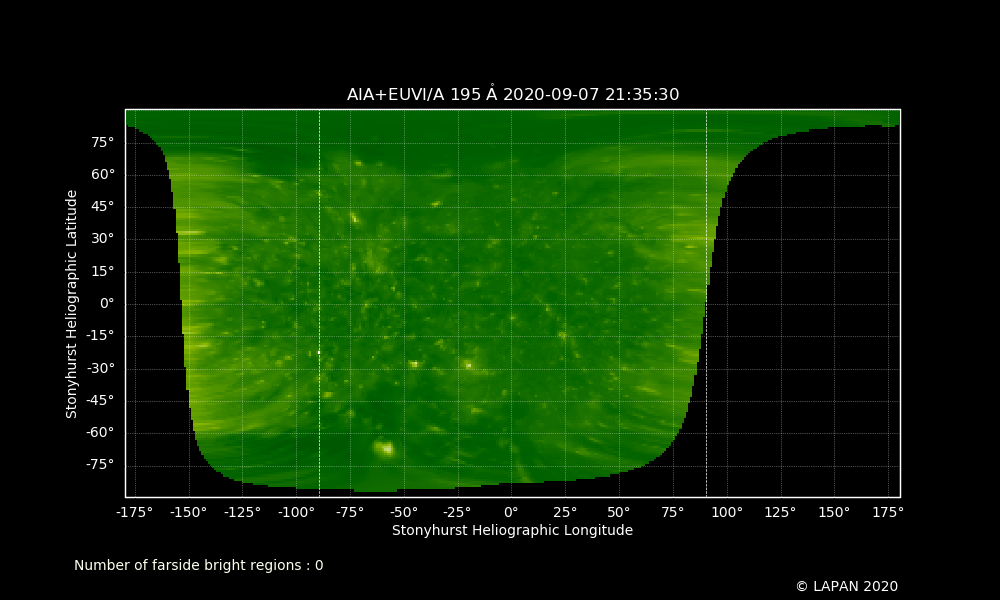 AIA+EUVI/A 195 Å 2020-09-07 21:35:30
75°
60°
45°
30°
15°
0°
-15°
-30°
-45°
-60°
-75°
Stonyhurst Heliographic Latitude
-175° -150° -125° -100° -75° -50° -25° 0° 25° 50° 75° 100° 125° 150° 175°
Stonyhurst Heliographic Longitude
Number of farside bright regions : 0
© LAPAN 2020